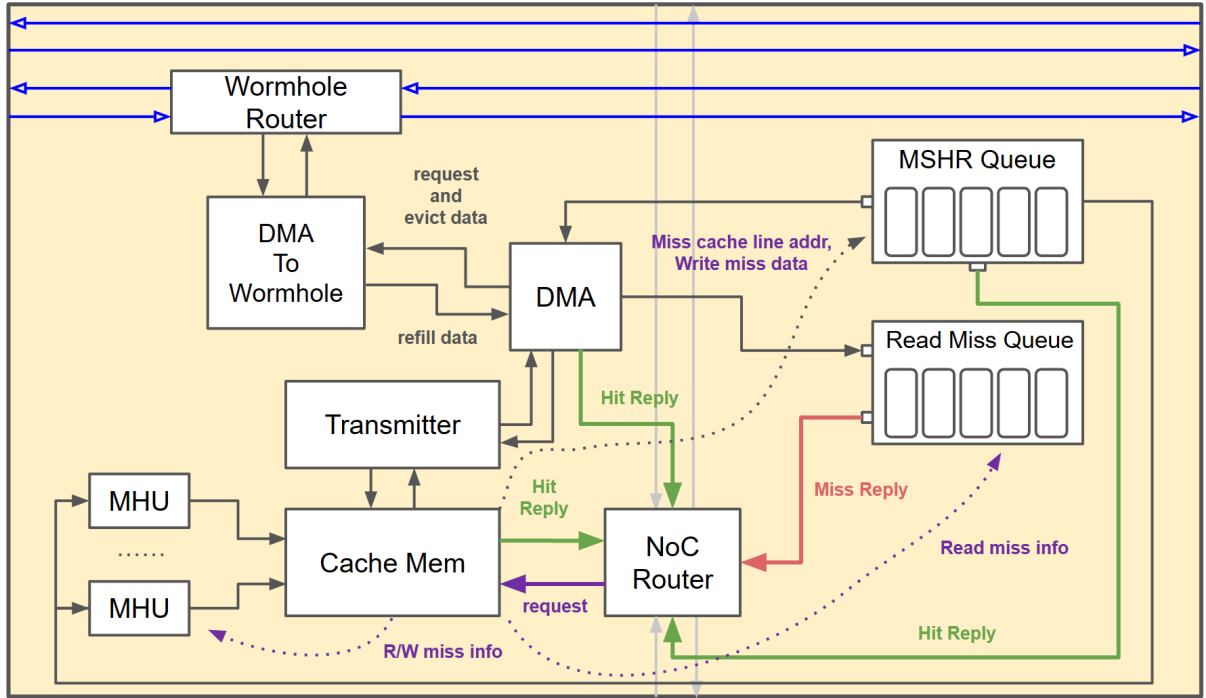 Wormhole
Router
MSHR Queue
request
and
evict data
DMA
To
Wormhole
Miss cache line addr,
Write miss data
DMA
refill data
Read Miss Queue
Hit Reply
Transmitter
Hit
Reply
Miss Reply
MHU
......
MHU
Cache Mem
NoC
Router
Read miss info
request
R/W miss info
Hit Reply